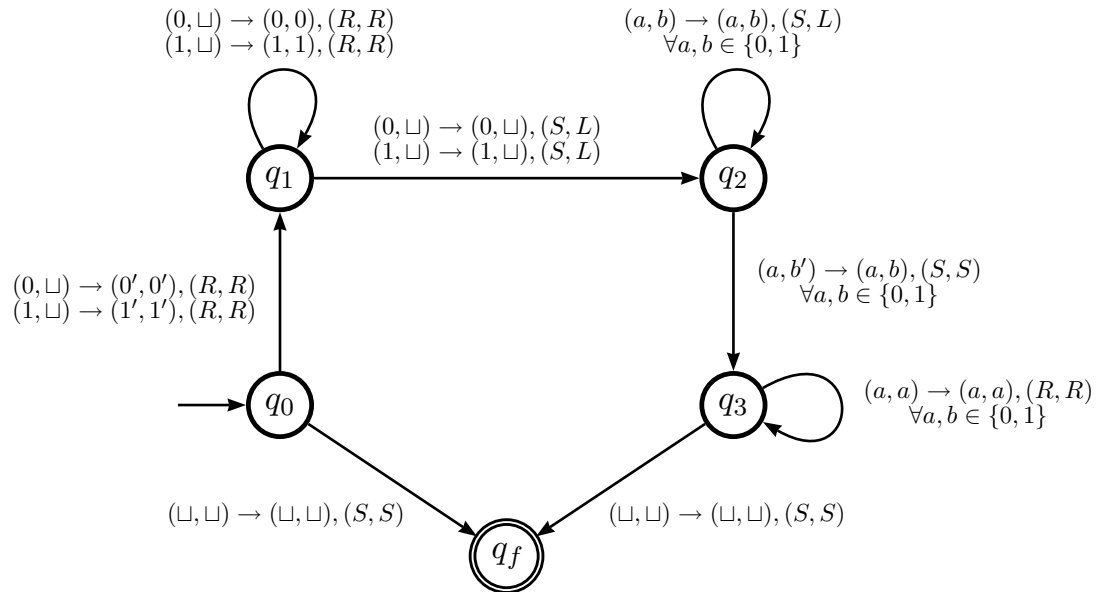 (0, ⊔) → (0, 0), (R, R)
(1, ⊔) → (1, 1), (R, R)
(a, b) → (a, b), (S, L)
∀a, b ∈ {0, 1}
(0, ⊔) → (0, ⊔), (S, L)
(1, ⊔) → (1, ⊔), (S, L)
q₁
q₂
(0, ⊔) → (0′, 0′), (R, R)
(1, ⊔) → (1′, 1′), (R, R)
(a, b′) → (a, b), (S, S)
∀a, b ∈ {0, 1}
q₀
q₃
(a, a) → (a, a), (R, R)
∀a, b ∈ {0, 1}
(⊔, ⊔) → (⊔, ⊔), (S, S)
(⊔, ⊔) → (⊔, ⊔), (S, S)
q_f